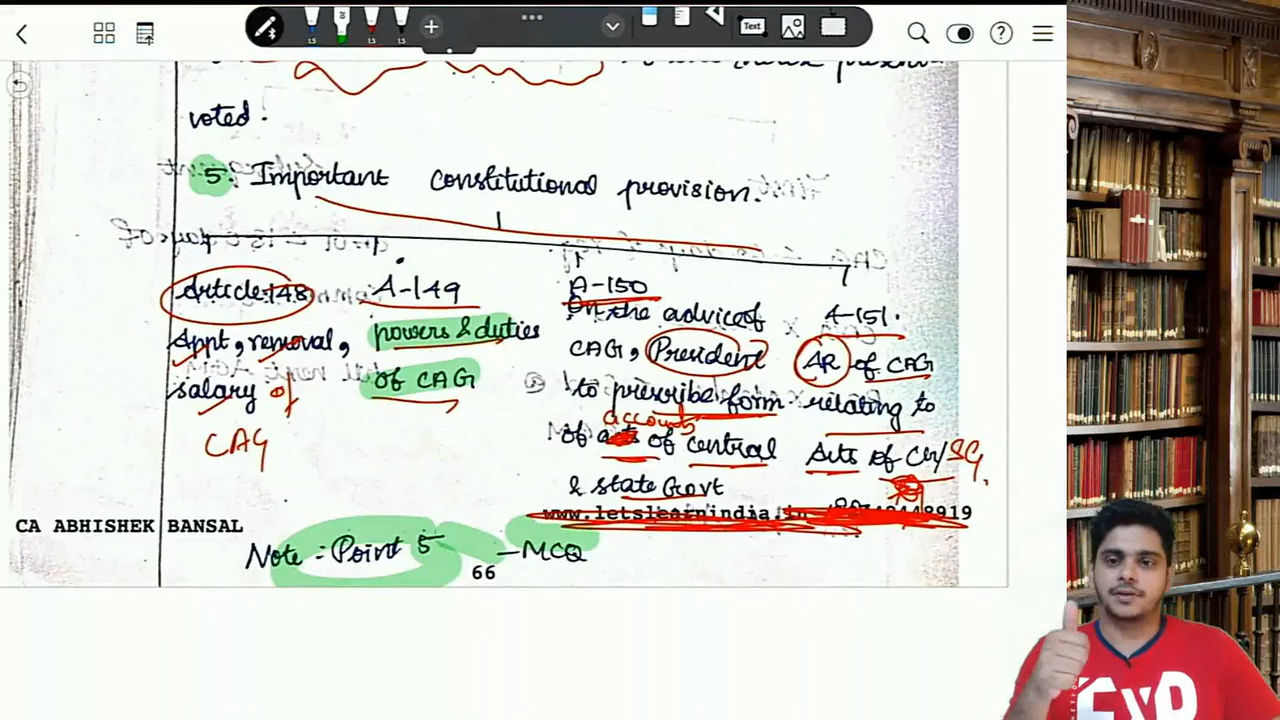 Text
voted.
5. Important constitutional provision.
Article:148
Appt, removal,
salary of
CAG
A-149
powers & duties
of CAG
A-150
On the advice of
CAG, President
to prescribe form
accounts
of of central
& state Govt
A-151.
AR of CAG
relating to
Acts of CG/SG.
www.letslearnindia.in
CA ABHISHEK BANSAL
Note : Point 5 - MCQ
66